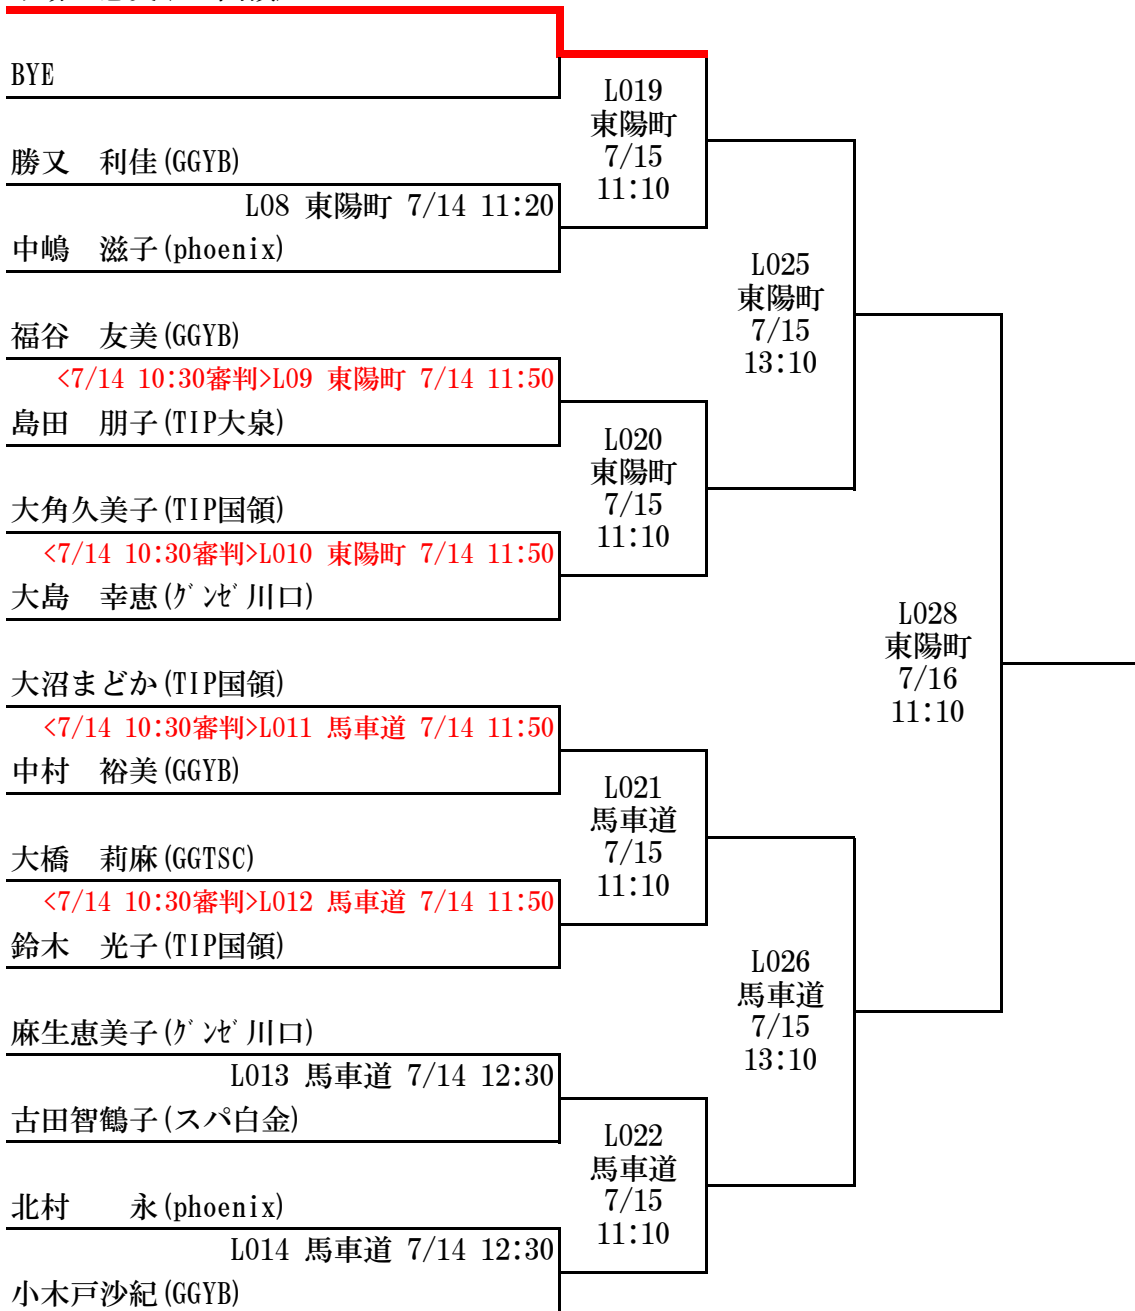 BYE
L019
東陽町
7/15
11:10
勝又　利佳(GGYB)
L08 東陽町 7/14 11:20
中嶋　滋子(phoenix)
L025
東陽町
7/15
13:10
福谷　友美(GGYB)
<7/14 10:30審判>L09 東陽町 7/14 11:50
島田　朋子(TIP大泉)
L020
東陽町
7/15
11:10
大角久美子(TIP国領)
<7/14 10:30審判>L010 東陽町 7/14 11:50
大島　幸恵(ｸﾞﾝｾﾞ川口)
L028
東陽町
7/16
11:10
大沼まどか(TIP国領)
<7/14 10:30審判>L011 馬車道 7/14 11:50
中村　裕美(GGYB)
L021
馬車道
7/15
11:10
大橋　莉麻(GGTSC)
<7/14 10:30審判>L012 馬車道 7/14 11:50
鈴木　光子(TIP国領)
L026
馬車道
7/15
13:10
麻生恵美子(ｸﾞﾝｾﾞ川口)
L013 馬車道 7/14 12:30
古田智鶴子(スパ白金)
L022
馬車道
7/15
11:10
北村　　永(phoenix)
L014 馬車道 7/14 12:30
小木戸沙紀(GGYB)